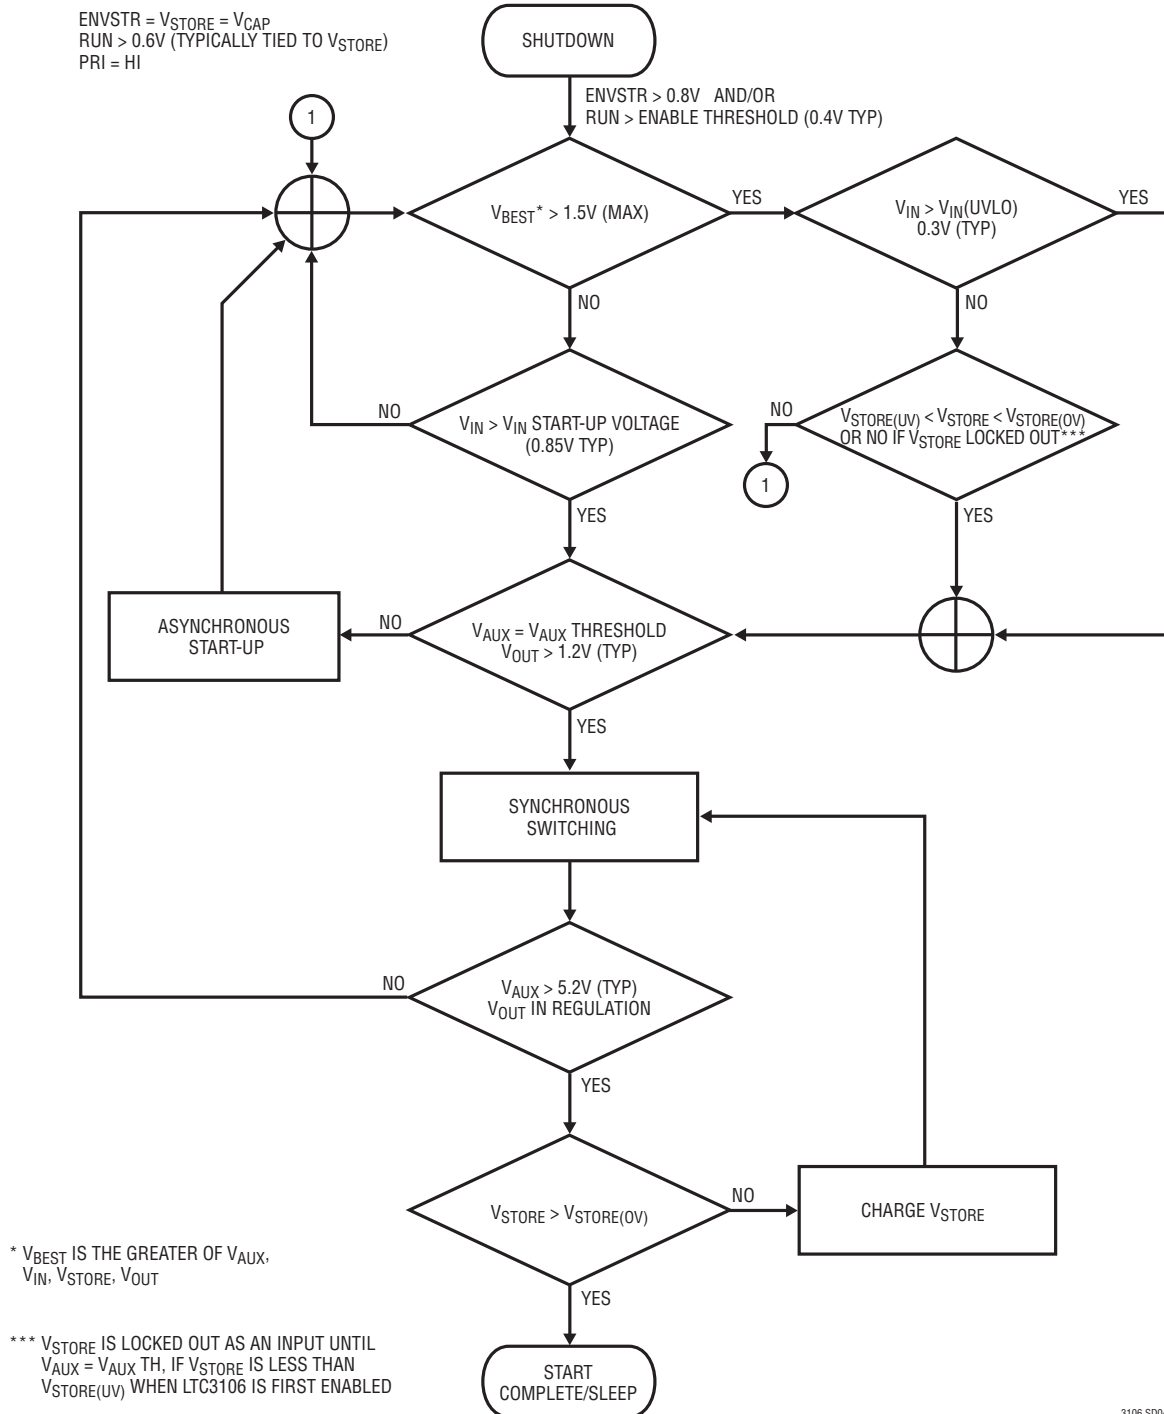 ENVSTR = VSTORE = VCAP
RUN > 0.6V (TYPICALLY TIED TO VSTORE)
PRI = HI
SHUTDOWN
ENVSTR > 0.8V AND/OR
RUN > ENABLE THRESHOLD (0.4V TYP)
1
VBEST* > 1.5V (MAX)
YES
VIN > VIN(UVLO)
0.3V (TYP)
YES
NO
NO
NO
VIN > VIN START-UP VOLTAGE
(0.85V TYP)
NO
VSTORE(UV) < VSTORE < VSTORE(OV)
OR NO IF VSTORE LOCKED OUT***
1
YES
YES
ASYNCHRONOUS
START-UP
NO
VAUX = VAUX THRESHOLD
VOUT > 1.2V (TYP)
YES
SYNCHRONOUS
SWITCHING
NO
VAUX > 5.2V (TYP)
VOUT IN REGULATION
YES
VSTORE > VSTORE(OV)
NO
CHARGE VSTORE
* VBEST IS THE GREATER OF VAUX,
VIN, VSTORE, VOUT
YES
*** VSTORE IS LOCKED OUT AS AN INPUT UNTIL
VAUX = VAUX TH, IF VSTORE IS LESS THAN
VSTORE(UV) WHEN LTC3106 IS FIRST ENABLED
START
COMPLETE/SLEEP